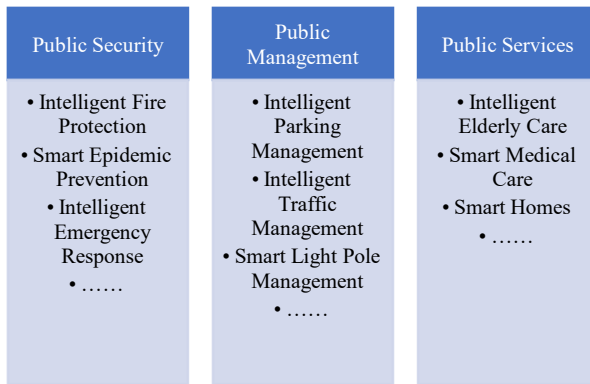 Public Security
• Intelligent Fire
Protection
• Smart Epidemic
Prevention
• Intelligent
Emergency
Response
• ……
Public
Management
• Intelligent
Parking
Management
• Intelligent
Traffic
Management
• Smart Light Pole
Management
• ……
Public Services
• Intelligent
Elderly Care
• Smart Medical
Care
• Smart Homes
• ……